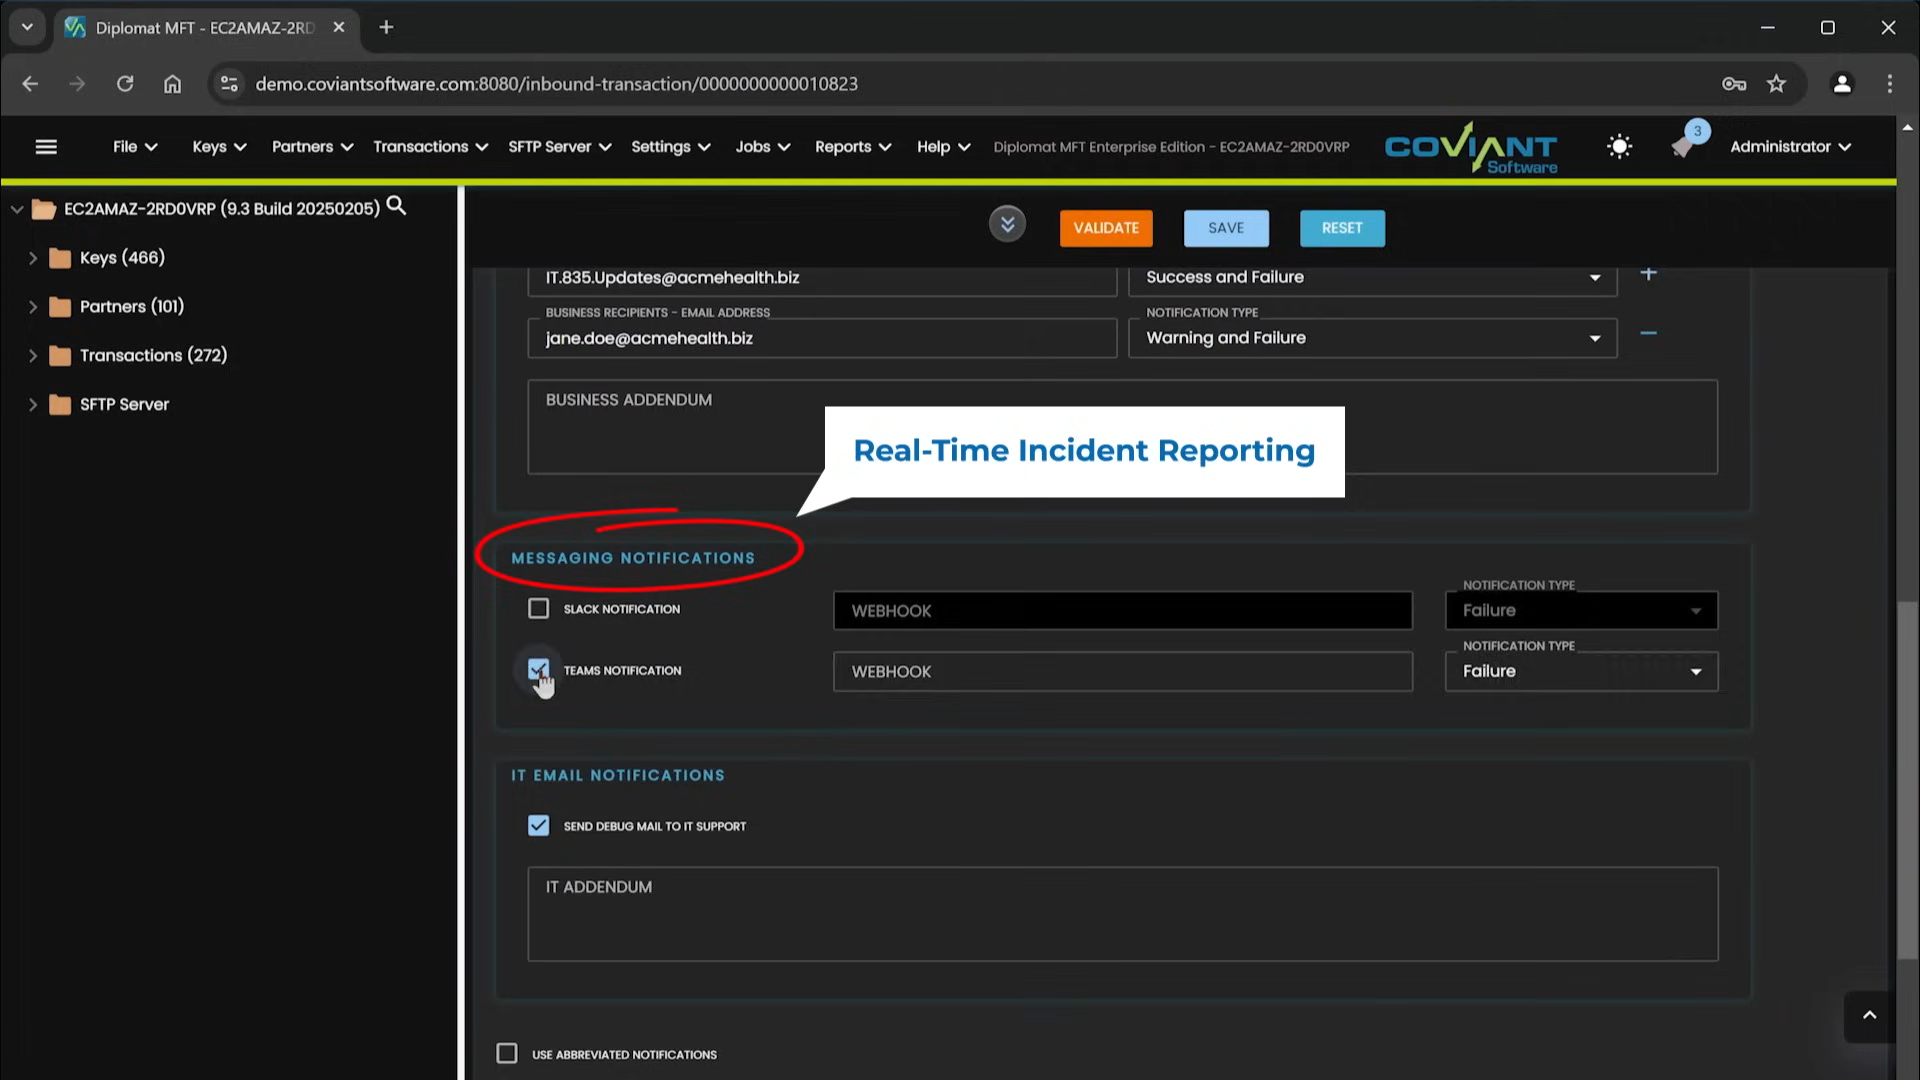 Diplomat MFT - EC2AMAZ-2RD
demo.coviantsoftware.com:8080/inbound-transaction/0000000000010823
File Keys Partners Transactions SFTP Server Settings Jobs Reports Help Diplomat MFT Enterprise Edition - EC2AMAZ-2RD0VRP COVIANT Software 3 Administrator
EC2AMAZ-2RD0VRP (9.3 Build 20250205)
Keys (466)
Partners (101)
Transactions (272)
SFTP Server
VALIDATE SAVE RESET
IT.835.Updates@acmehealth.biz Success and Failure
BUSINESS RECIPIENTS - EMAIL ADDRESS NOTIFICATION TYPE
jane.doe@acmehealth.biz Warning and Failure
BUSINESS ADDENDUM
Real-Time Incident Reporting
MESSAGING NOTIFICATIONS
NOTIFICATION TYPE
SLACK NOTIFICATION WEBHOOK Failure
NOTIFICATION TYPE
TEAMS NOTIFICATION WEBHOOK Failure
IT EMAIL NOTIFICATIONS
SEND DEBUG MAIL TO IT SUPPORT
IT ADDENDUM
USE ABBREVIATED NOTIFICATIONS